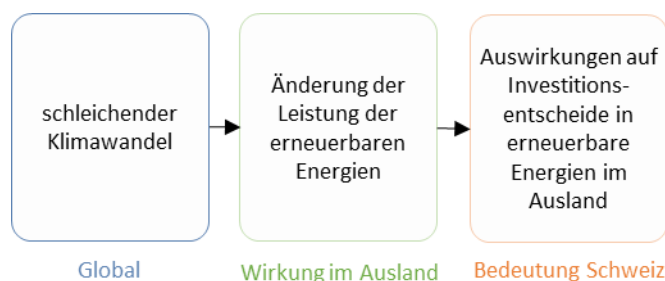 schleichender
Klimawandel
Änderung der
Leistung der
erneuerbaren
Energien
Auswirkungen auf
Investitions-
entscheide in
erneuerbare
Energien im
Ausland
Global
Wirkung im Ausland
Bedeutung Schweiz